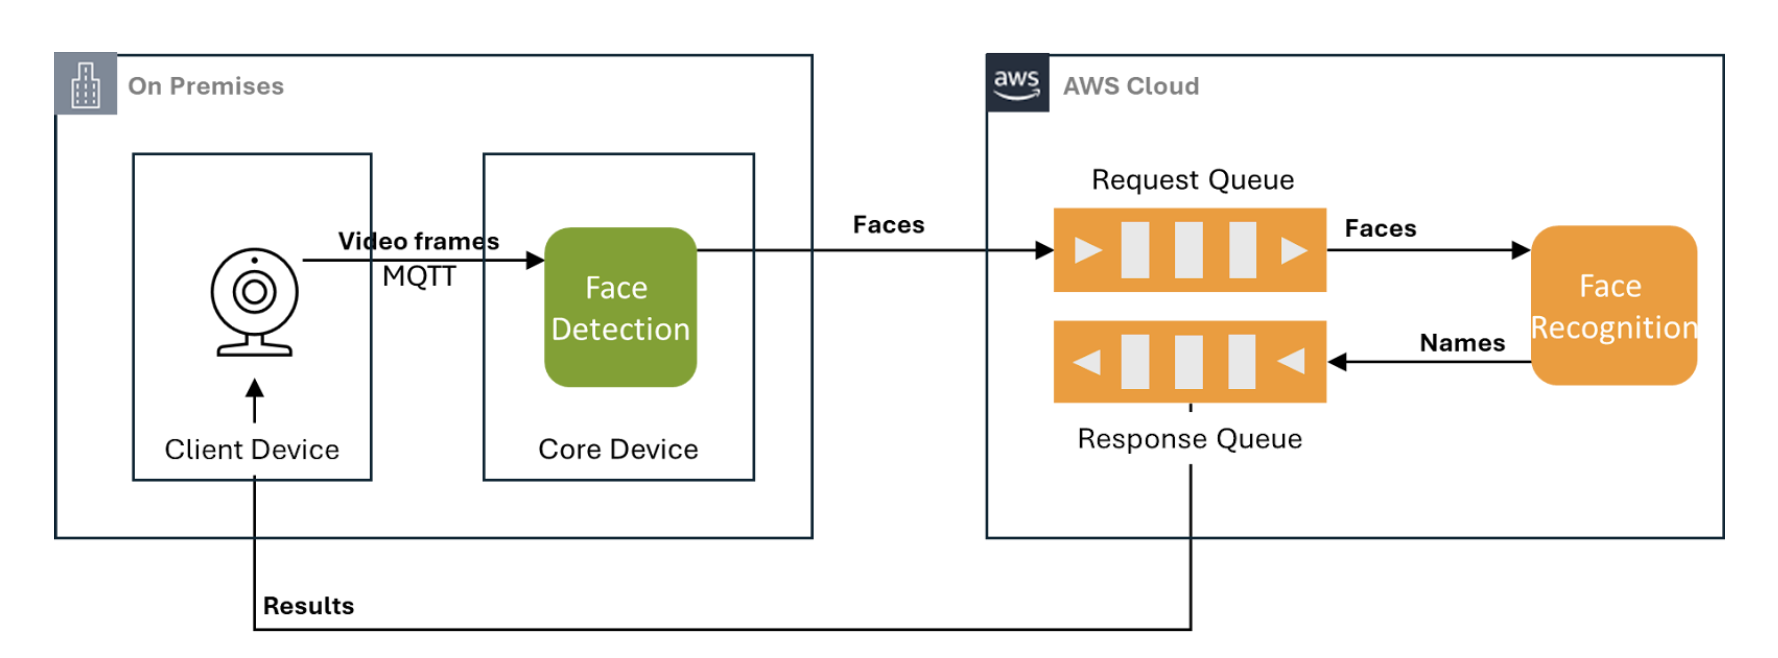 On Premises
aws
AWS Cloud
Request Queue
Video frames
MQTT
Faces
Faces
Face
Detection
Face
Recognition
Names
Client Device
Core Device
Response Queue
Results